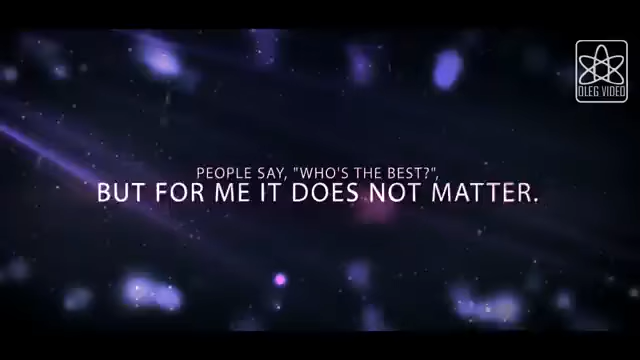 OLEG VIDEO
PEOPLE SAY, "WHO'S THE BEST?",
BUT FOR ME IT DOES NOT MATTER.